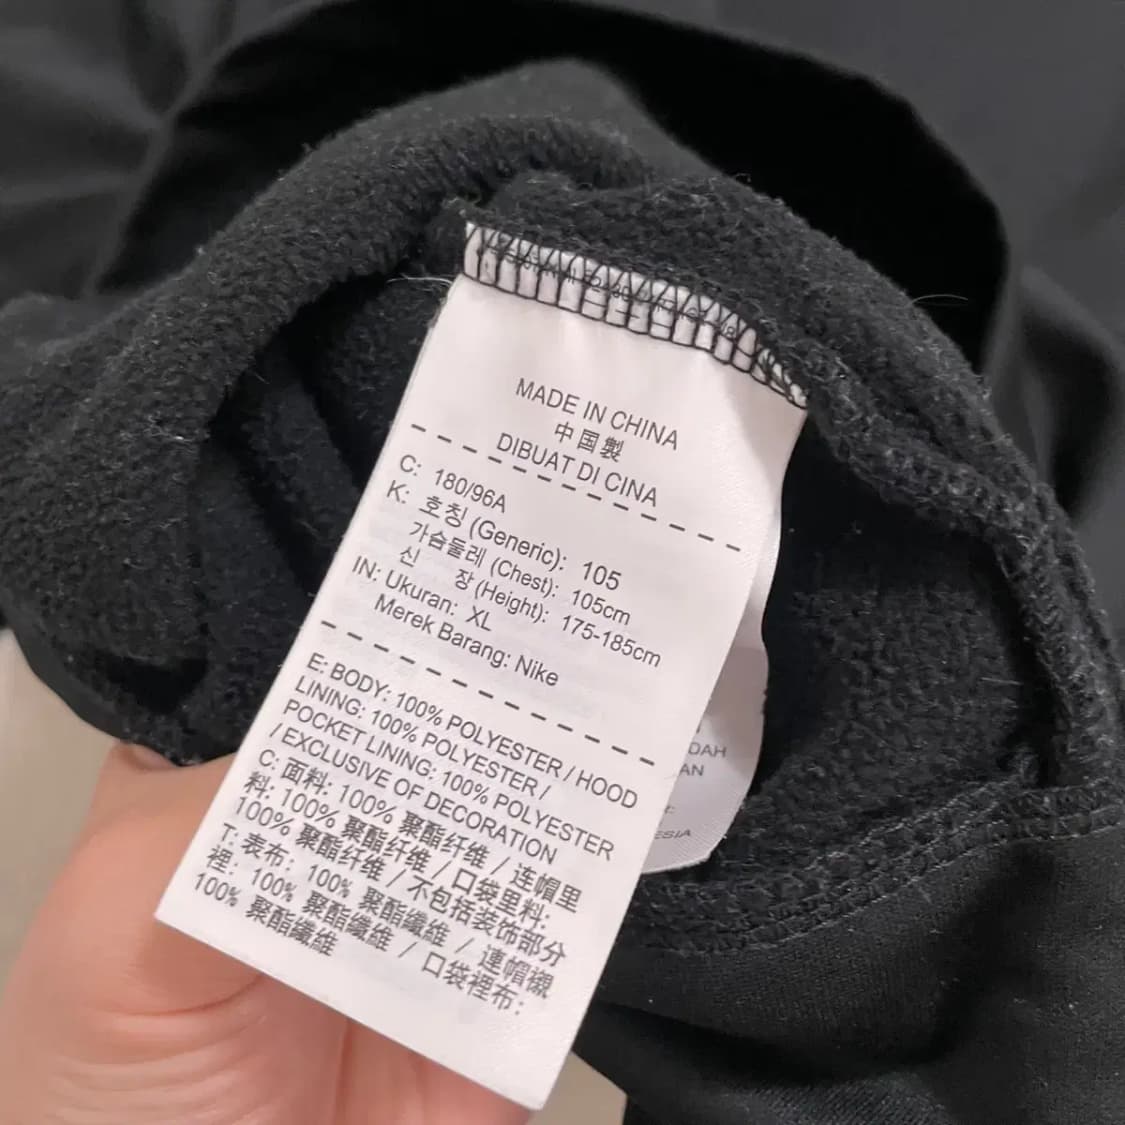 MADE IN CHINA
中国製
DIBUAT DI CINA
C: 180/96A
K: 호칭 (Generic): 105
가슴둘레 (Chest): 105cm
신 장 (Height): 175-185cm
IN: Ukuran: XL
Merek Barang: Nike
E: BODY: 100% POLYESTER / HOOD
LINING: 100% POLYESTER /
POCKET LINING: 100% POLYESTER
/ EXCLUSIVE OF DECORATION
C: 面料: 100% 聚酯纤维 / 连帽里
料: 100% 聚酯纤维 / 口袋里料:
100% 聚酯纤维 / 不包括装饰部分
T: 表布: 100% 聚酯纖維 / 連帽襯
裡: 100% 聚酯纖維 / 口袋裡布:
100% 聚酯纖維
DAH
AN
ESIA